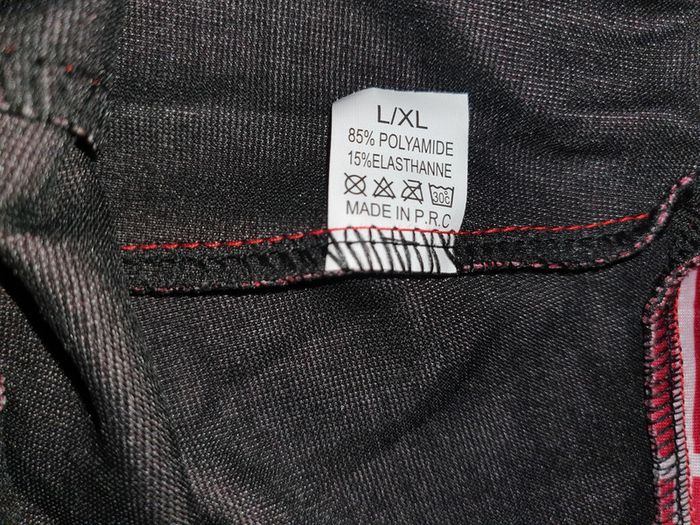 L/XL
85% POLYAMIDE
15%ELASTHANNE
30°C
MADE IN P.R.C